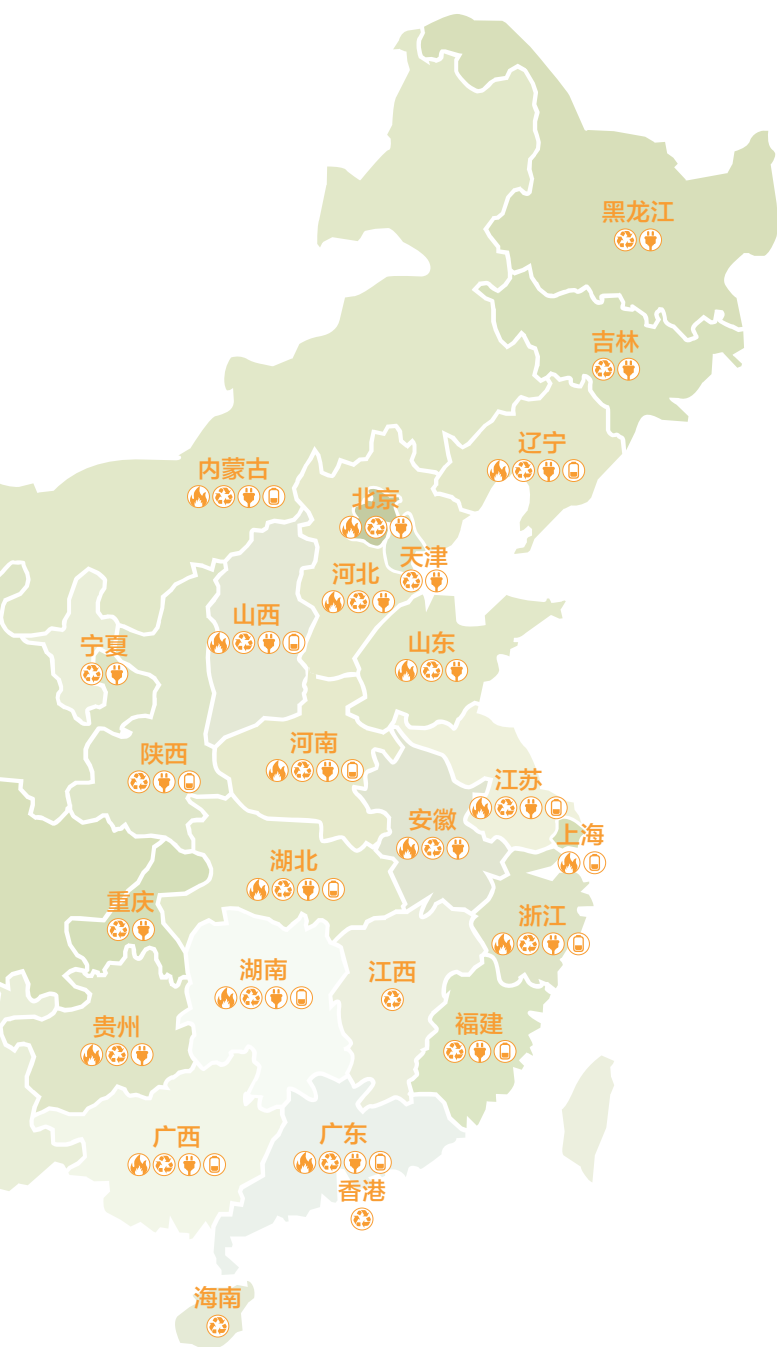 黑龙江
吉林
辽宁
内蒙古
北京
天津
河北
山西
山东
宁夏
河南
陕西
江苏
安徽
上海
湖北
重庆
浙江
湖南
江西
贵州
福建
广西
广东
香港
海南